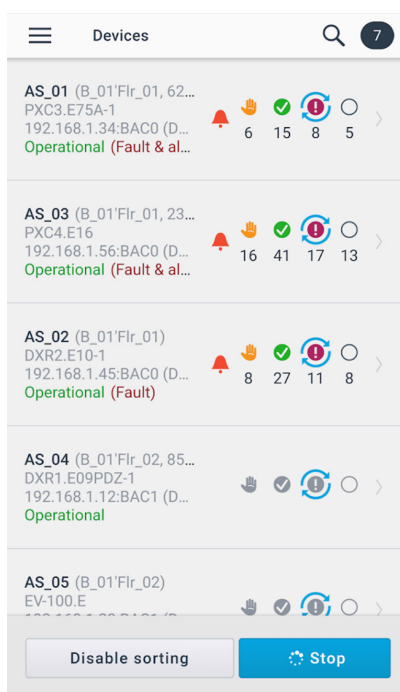 Devices 7
AS_01 (B_01'Flr_01, 62...
PXC3.E75A-1
192.168.1.34:BAC0 (D...
Operational (Fault & al...
6 15 8 5
AS_03 (B_01'Flr_01, 23...
PXC4.E16
192.168.1.56:BAC0 (D...
Operational (Fault & al...
16 41 17 13
AS_02 (B_01'Flr_01)
DXR2.E10-1
192.168.1.45:BAC0 (D...
Operational (Fault)
8 27 11 8
AS_04 (B_01'Flr_02, 85...
DXR1.E09PDZ-1
192.168.1.12:BAC1 (D...
Operational
AS_05 (B_01'Flr_02)
EV-100.E
Disable sorting Stop